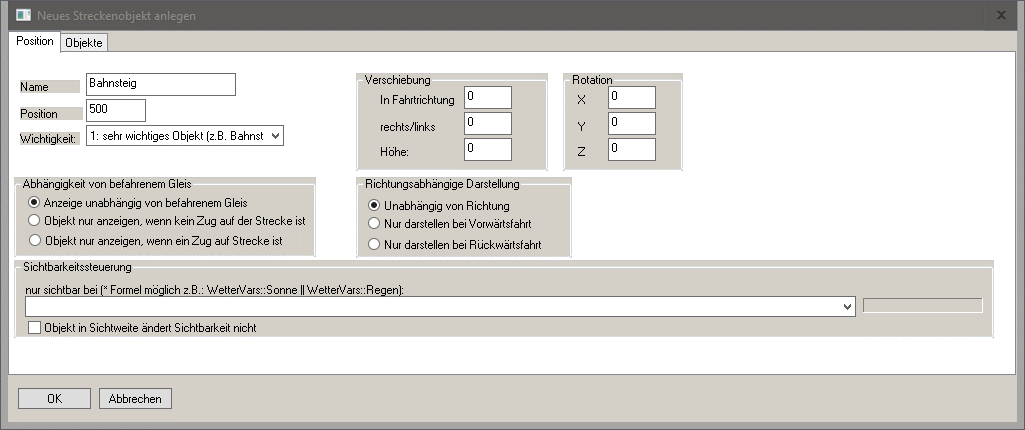 Neues Streckenobjekt anlegen
Position Objekte
Name Bahnsteig
Position 500
Wichtigkeit: 1: sehr wichtiges Objekt (z.B. Bahnst
Verschiebung
In Fahrtrichtung 0
rechts/links 0
Höhe: 0
Rotation
X 0
Y 0
Z 0
Abhängigkeit von befahrenem Gleis
Anzeige unabhängig von befahrenem Gleis
Objekt nur anzeigen, wenn kein Zug auf der Strecke ist
Objekt nur anzeigen, wenn ein Zug auf Strecke ist
Richtungsabhängige Darstellung
Unabhängig von Richtung
Nur darstellen bei Vorwärtsfahrt
Nur darstellen bei Rückwärtsfahrt
Sichtbarkeitssteuerung
nur sichtbar bei (* Formel möglich z.B.: WetterVars::Sonne || WetterVars::Regen):
Objekt in Sichtweite ändert Sichtbarkeit nicht
OK Abbrechen